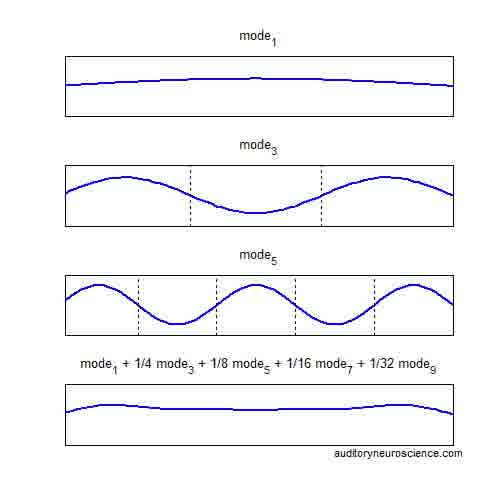 mode₁
mode₃
mode₅
mode₁ + 1/4 mode₃ + 1/8 mode₅ + 1/16 mode₇ + 1/32 mode₉
auditoryneuroscience.com